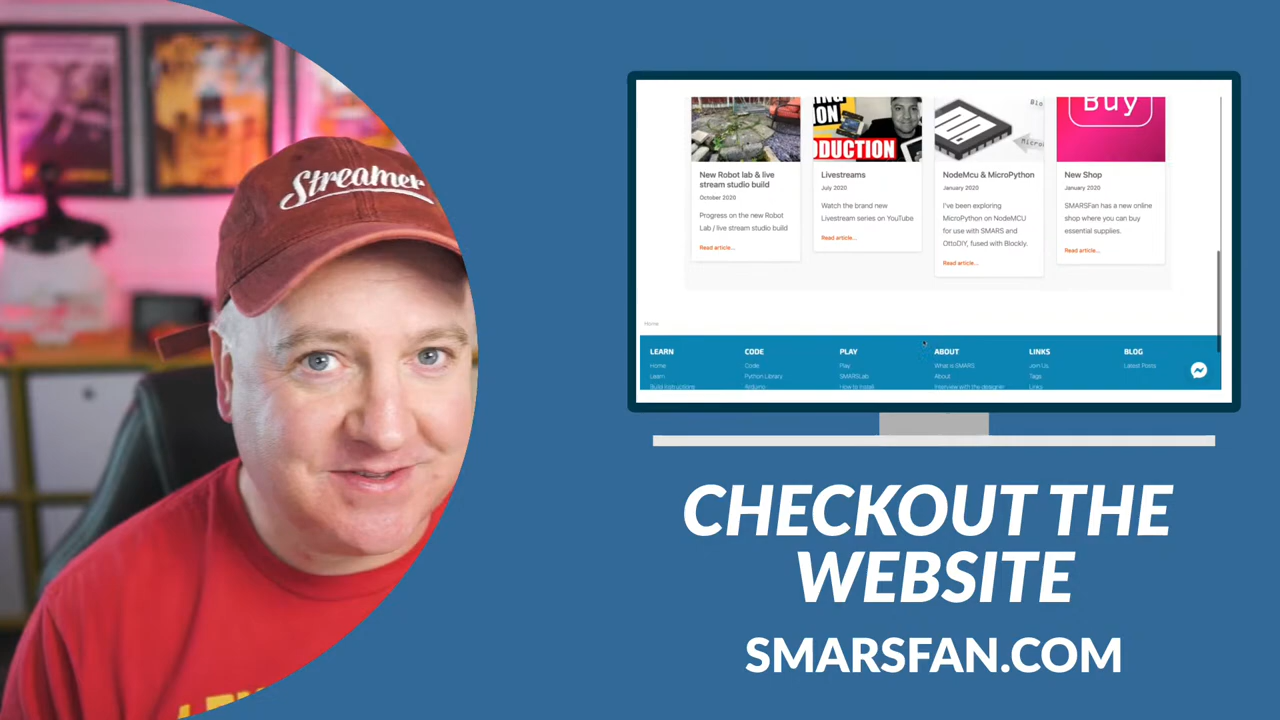 Streamer
ING
ON
DUCTION
Buy
New Robot lab & live
stream studio build
October 2020
Progress on the new Robot
Lab / live stream studio build
Read article...
Livestreams
July 2020
Watch the brand new
Livestream series on YouTube
Read article...
NodeMcu & MicroPython
January 2020
I've been exploring
MicroPython on NodeMCU
for use with SMARS and
OttoDIY, fused with Blockly.
Read article...
New Shop
January 2020
SMARSFan has a new online
shop where you can buy
essential supplies.
Read article...
Home
LEARN
Home
Learn
Build Instructions
CODE
Code
Python Library
Arduino
PLAY
Play
SMARSLab
How to install
ABOUT
What is SMARS
About
Interview with the designer
LINKS
Join Us
Tags
Links
BLOG
Latest Posts
CHECKOUT THE
WEBSITE
SMARSFAN.COM